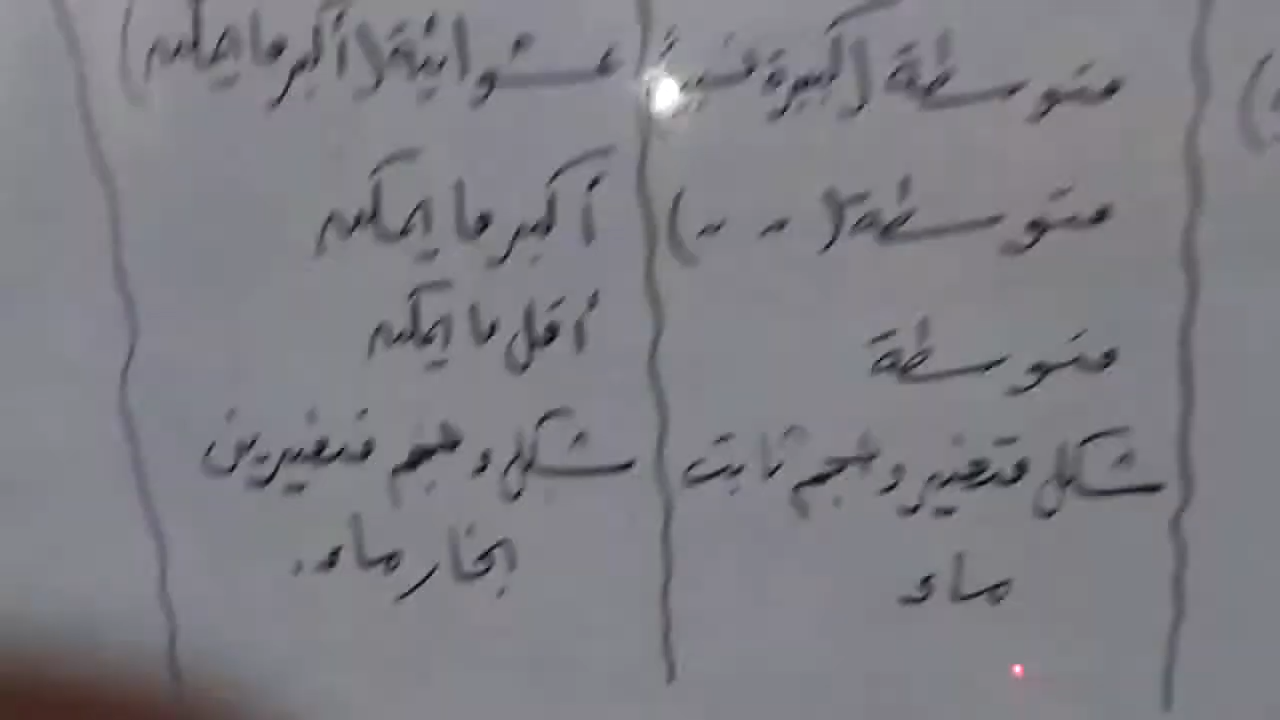 متوسطة (كبيرة نسبياً عشوائية (أكبر ما يمكن)
متوسطة ( ~ ~ ) أكبر ما يمكن
متوسطة أقل ما يمكن
شكل متغير وحجم ثابت شكل وحجم متغيرين
ماء بخار ماء.